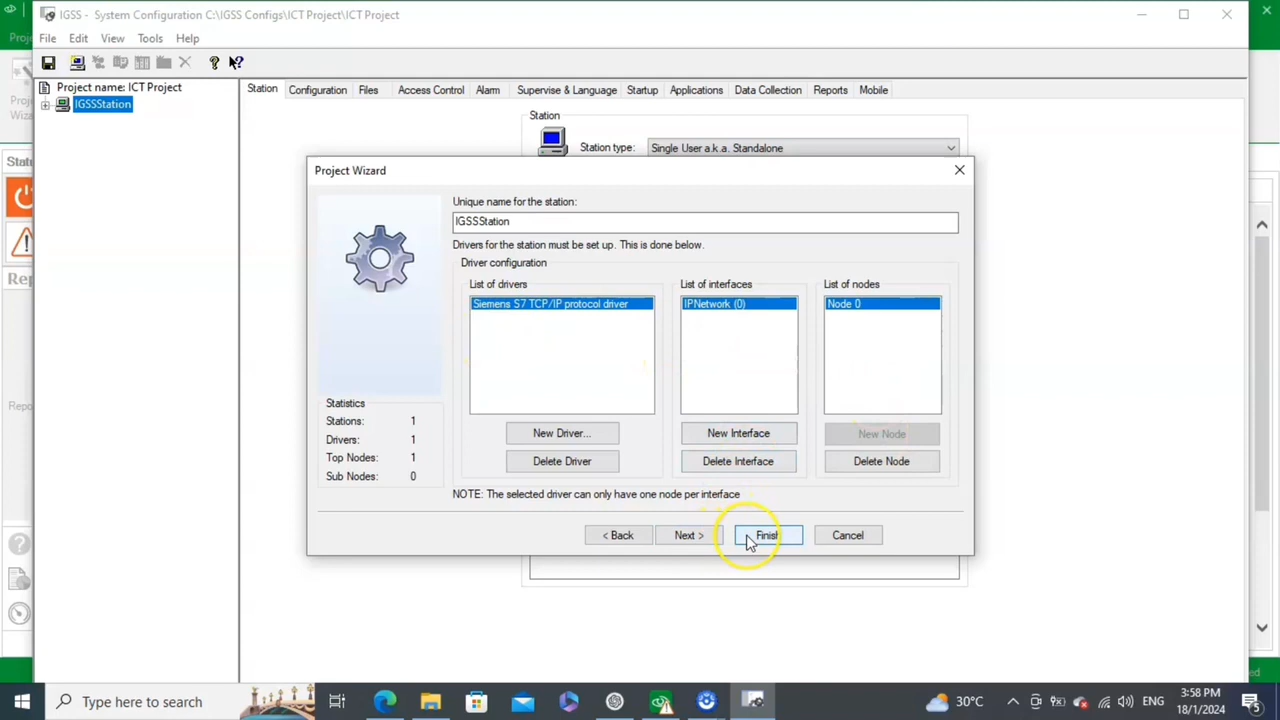 IGSS - System Configuration C:\IGSS Configs\ICT Project\ICT Project
File Edit View Tools Help
Project name: ICT Project
IGSSStation
Station Configuration Files Access Control Alarm Supervise & Language Startup Applications Data Collection Reports Mobile
Station
Station type: Single User a.k.a. Standalone
Project Wizard
Unique name for the station:
IGSSStation
Drivers for the station must be set up. This is done below.
Driver configuration
List of drivers List of interfaces List of nodes
Siemens S7 TCP/IP protocol driver IPNetwork (0) Node 0
Statistics
Stations: 1
Drivers: 1
Top Nodes: 1
Sub Nodes: 0
New Driver... New Interface New Node
Delete Driver Delete Interface Delete Node
NOTE: The selected driver can only have one node per interface
< Back Next > Finish Cancel
Type here to search
30°C
ENG
3:58 PM
18/1/2024
5